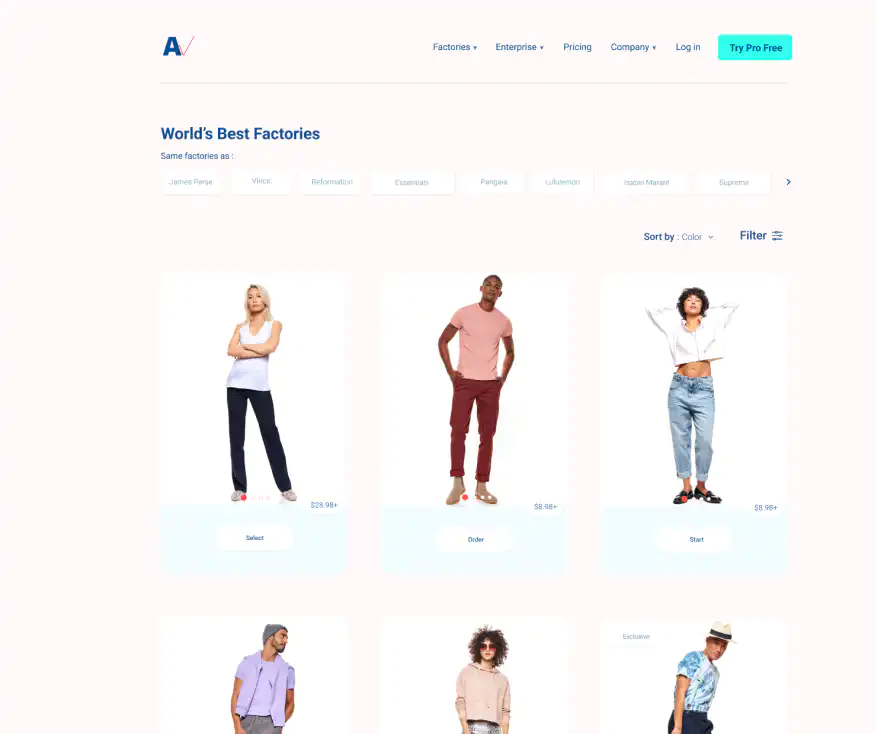 AV
Factories Enterprise Pricing Company Log in Try Pro Free
World’s Best Factories
Same factories as :
James Perse Vince. Reformation Essentials Pangaia Lululemon Isabel Marant Supreme
Sort by : Color Filter
$28.98+ $8.98+ $8.98+
Select Order Start
Exclusive